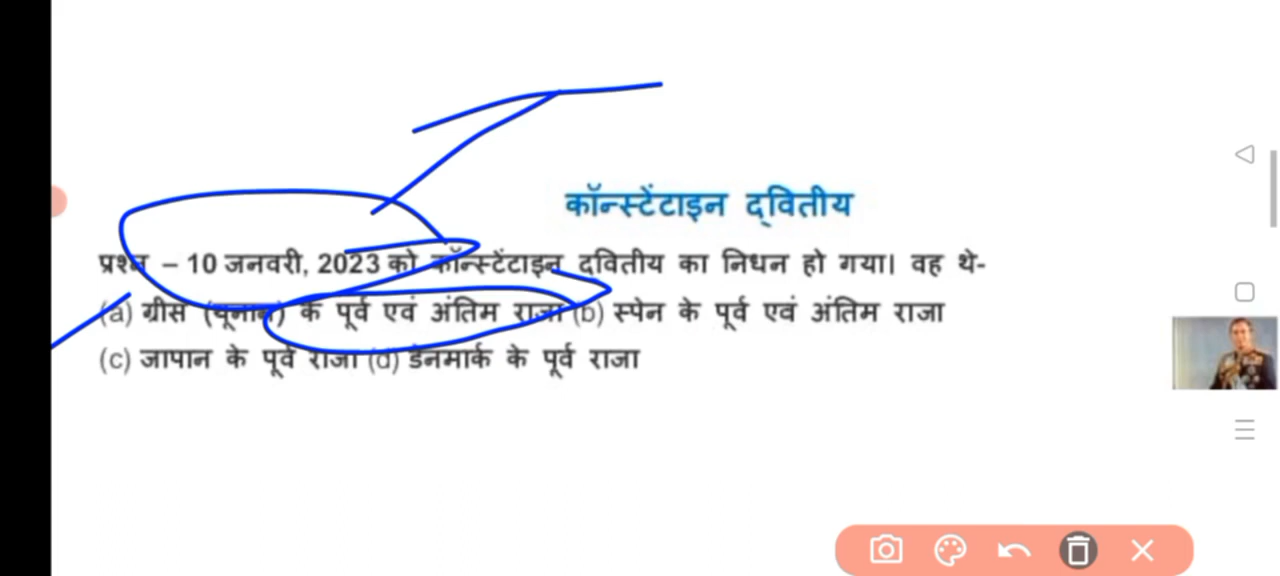 कॉन्स्टेंटाइन द्वितीय
प्रश्न – 10 जनवरी, 2023 को कॉन्स्टेंटाइन द्वितीय का निधन हो गया। वह थे-
(a) ग्रीस (यूनान) के पूर्व एवं अंतिम राजा (b) स्पेन के पूर्व एवं अंतिम राजा
(c) जापान के पूर्व राजा (d) डेनमार्क के पूर्व राजा